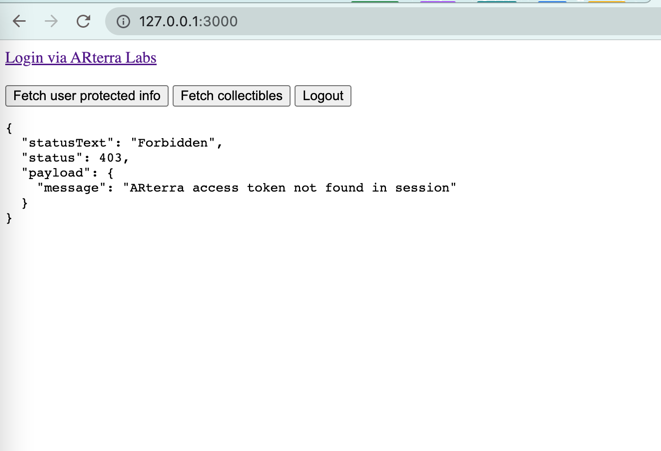 127.0.0.1:3000
Login via ARterra Labs
Fetch user protected info Fetch collectibles Logout
{
"statusText": "Forbidden",
"status": 403,
"payload": {
"message": "ARterra access token not found in session"
}
}